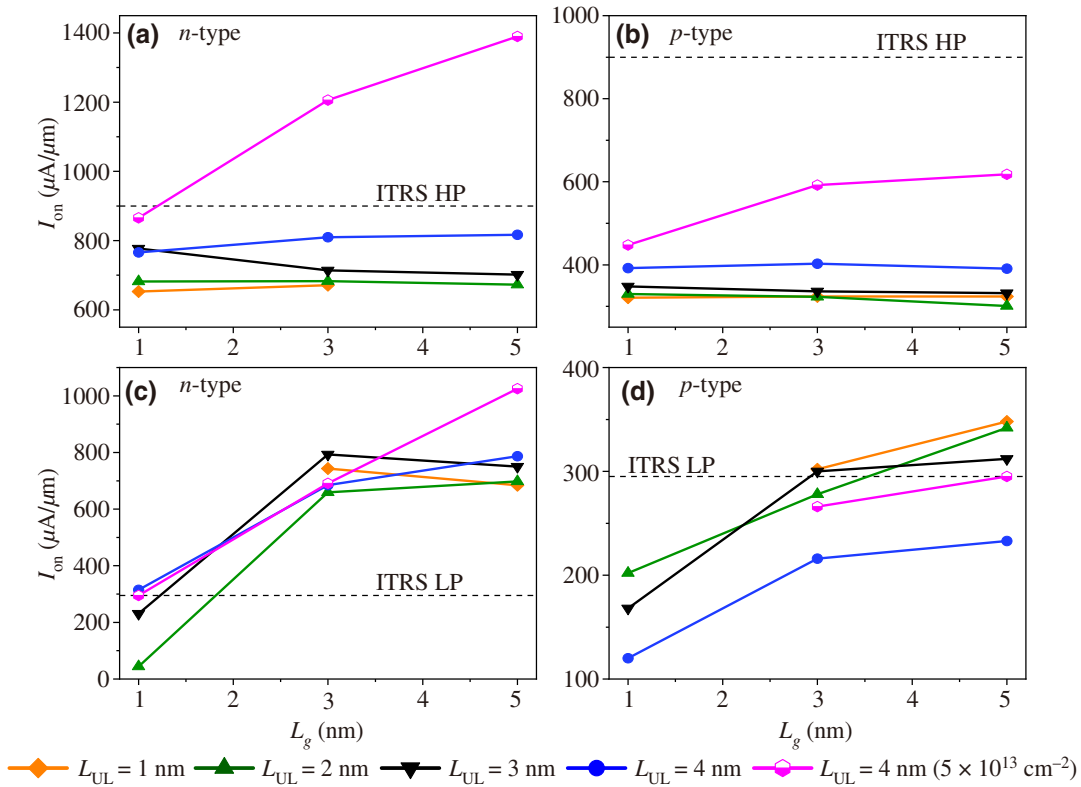 (a) n-type
1400
1200
1000
800
600
I_on (μA/μm)
ITRS HP
1 2 3 4 5
(b) p-type
1000
800
600
400
ITRS HP
1 2 3 4 5
(c) n-type
1000
800
600
400
200
0
I_on (μA/μm)
ITRS LP
1 2 3 4 5
L_g (nm)
(d) p-type
400
300
200
100
ITRS LP
1 2 3 4 5
L_g (nm)
L_UL = 1 nm L_UL = 2 nm L_UL = 3 nm L_UL = 4 nm L_UL = 4 nm (5 × 10¹³ cm⁻²)